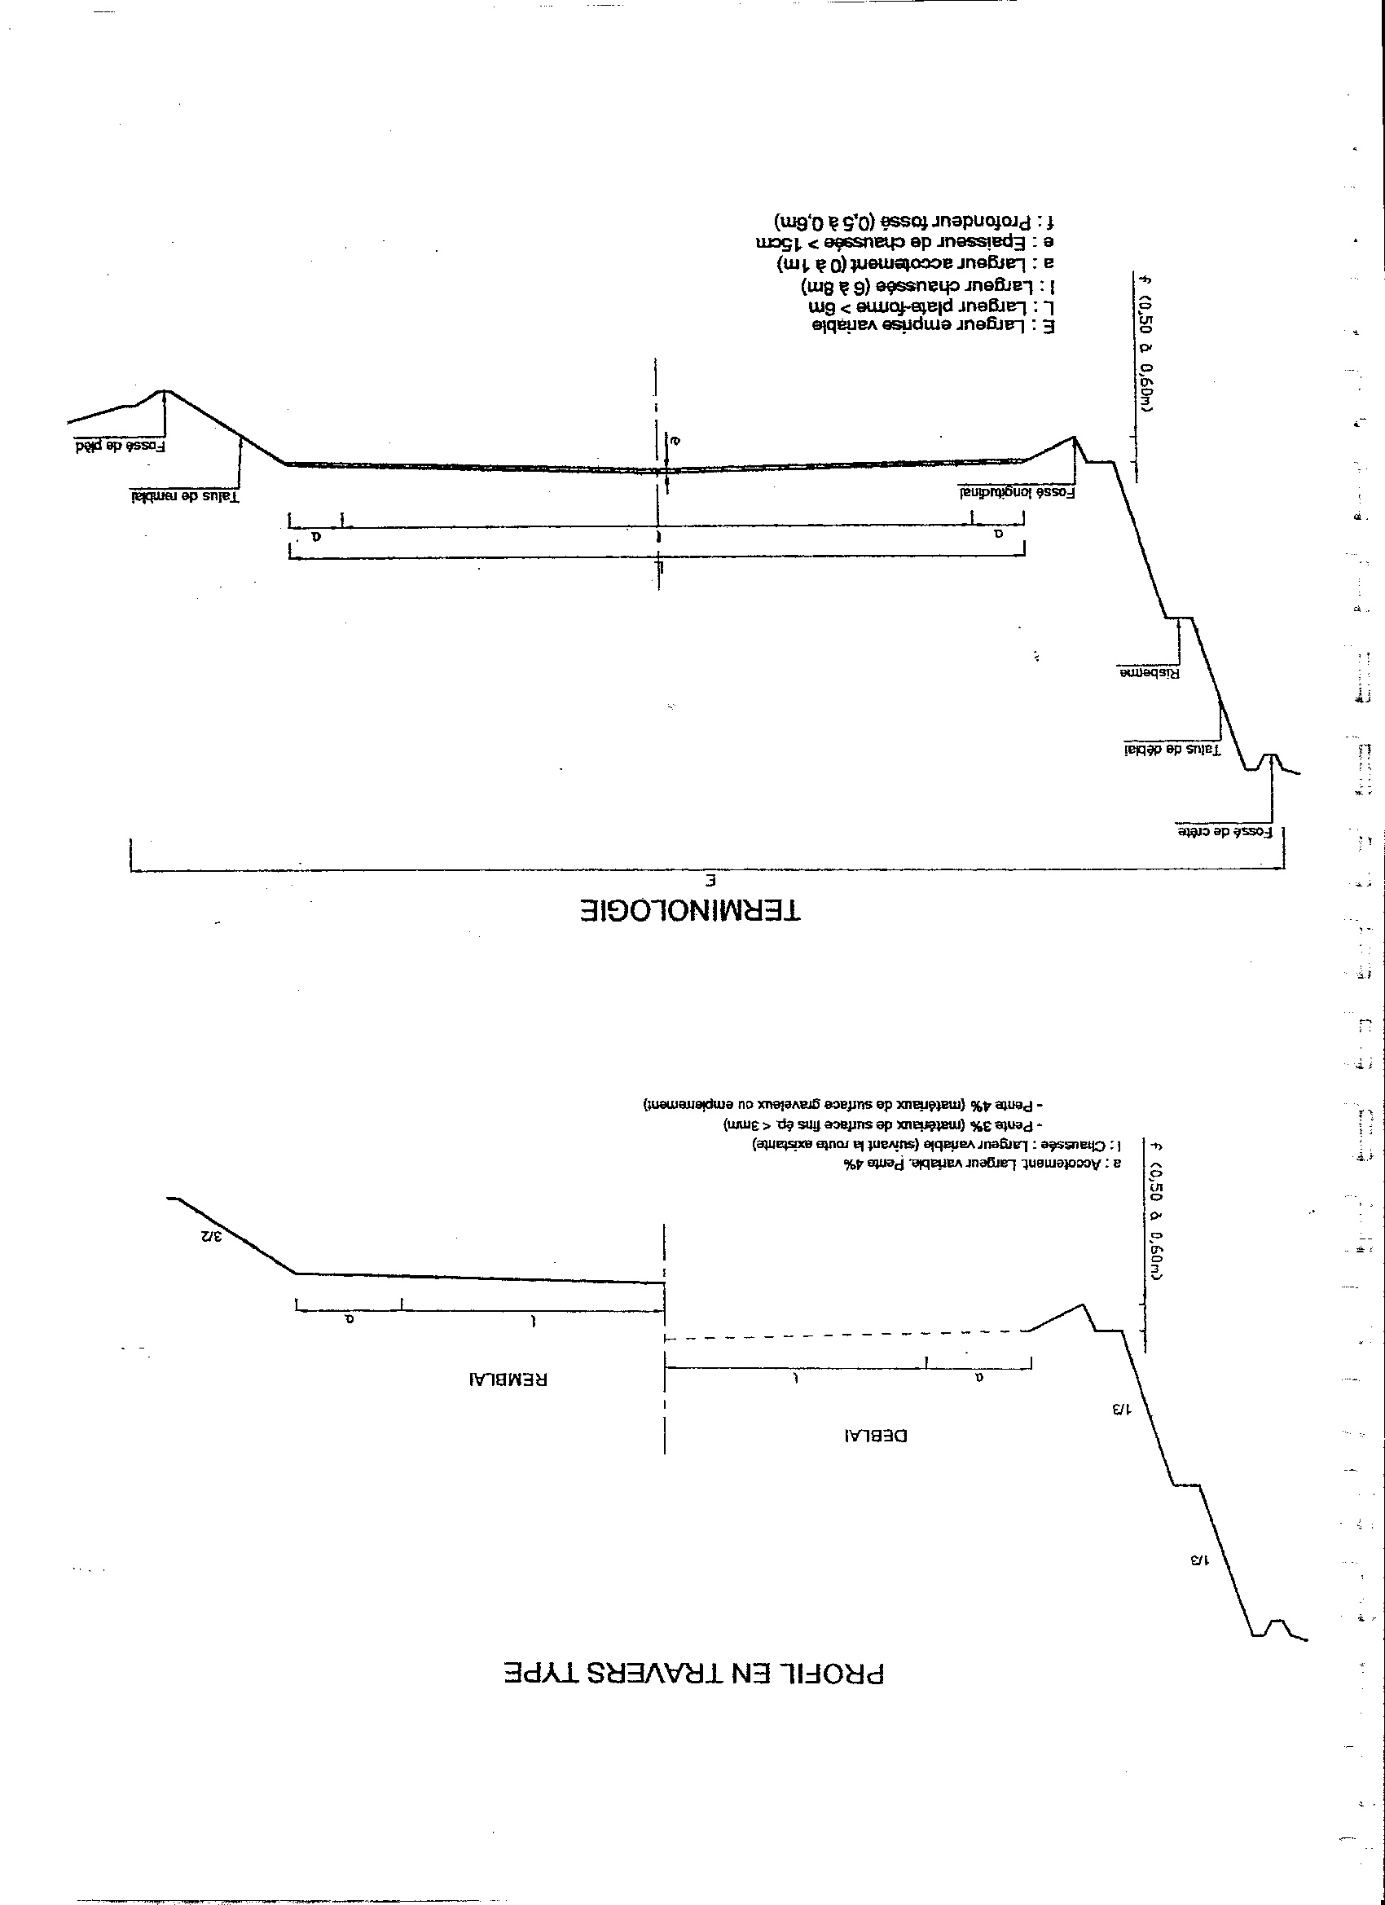 PROFIL EN TRAVERS TYPE
1/3
1/3
DEBLAI
REMBLAI
a
l
l
a
3/2
f (0,50 à 0,60m)
a : Accotement. Largeur variable. Pente 4%
l : Chaussée : Largeur variable (suivant la route existante)
- Pente 3% (matériaux de surface fins ép. < 3mm)
- Pente 4% (matériaux de surface graveleux ou empierrement)
TERMINOLOGIE
E
Fossé de crête
Talus de déblai
Risberme
L
a
l
a
Fossé longitudinal
Talus de remblai
Fossé de pied
e
f (0,50 à 0,60m)
E : Largeur emprise variable
L : Largeur plate-forme > 6m
l : Largeur chaussée (6 à 8m)
a : Largeur accotement (0 à 1m)
e : Epaisseur de chaussée > 15cm
f : Profondeur fossé (0,5 à 0,6m)